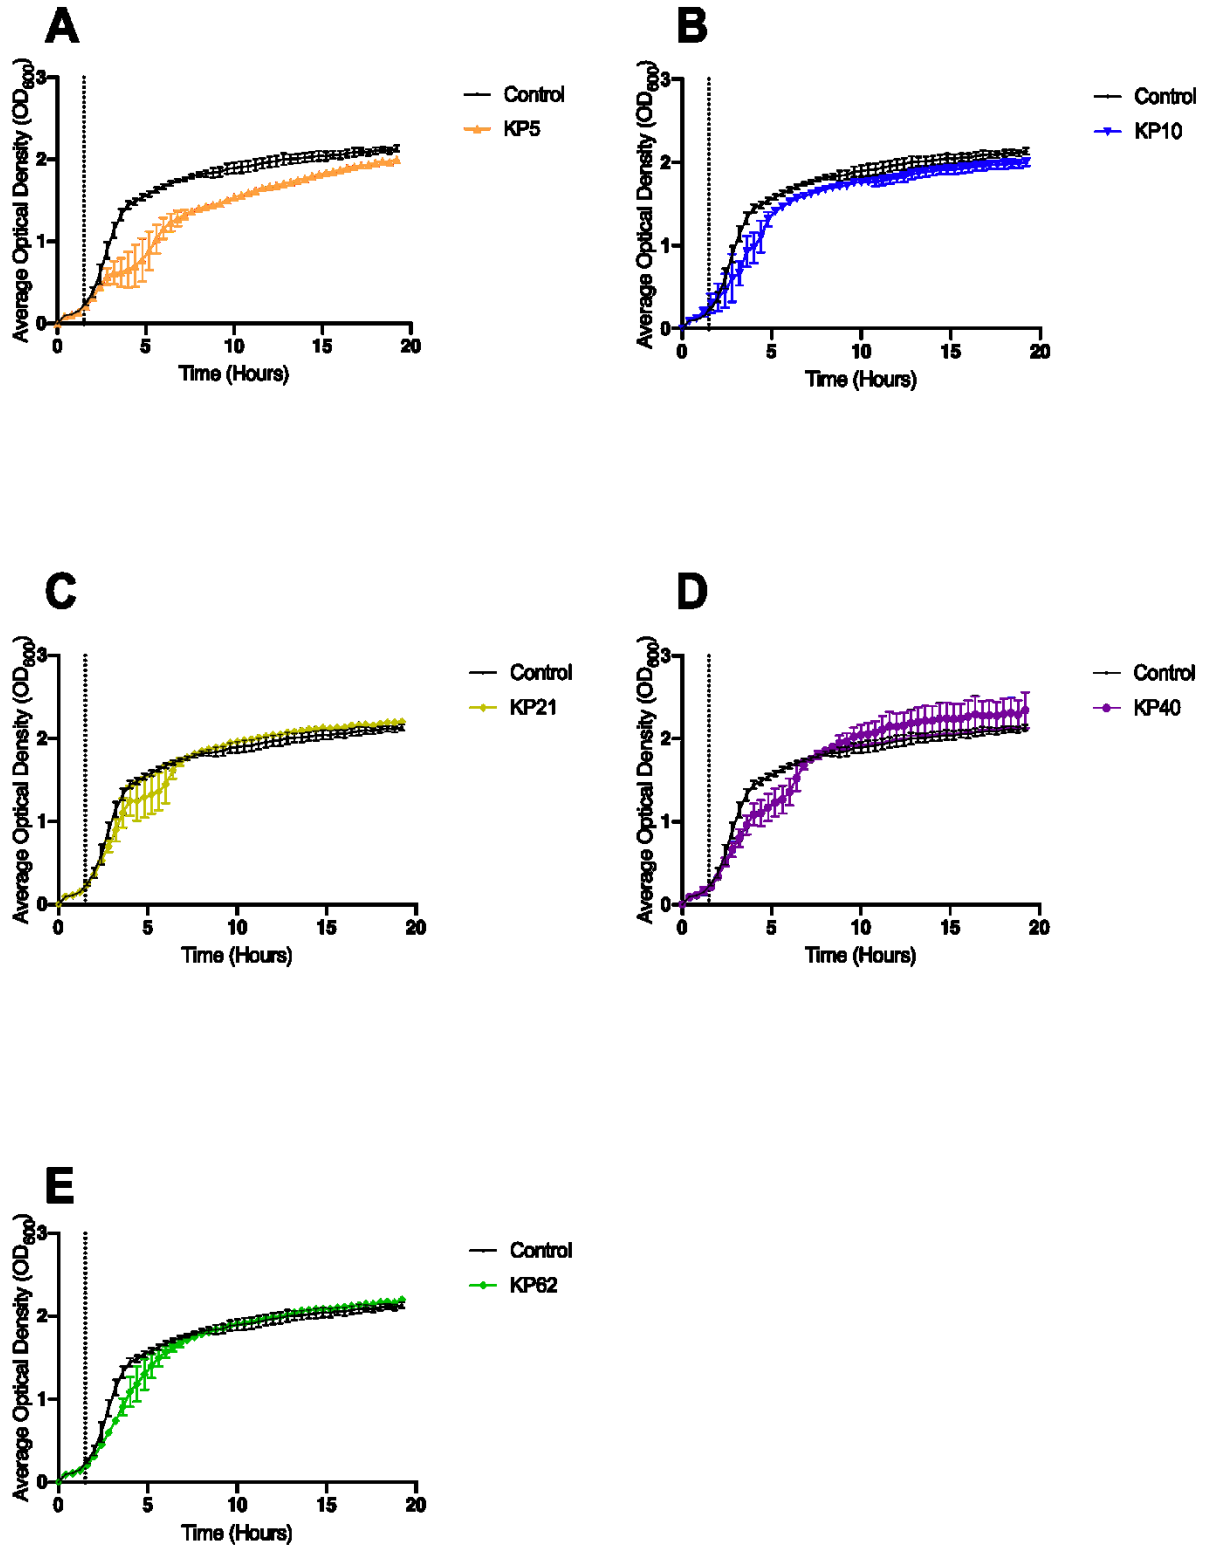 A
Average Optical Density (OD600)
3
2
1
0
0 5 10 15 20
Time (Hours)
Control
KP5
B
Average Optical Density (OD600)
3
2
1
0
0 5 10 15 20
Time (Hours)
Control
KP10
C
Average Optical Density (OD600)
3
2
1
0
0 5 10 15 20
Time (Hours)
Control
KP21
D
Average Optical Density (OD600)
3
2
1
0
0 5 10 15 20
Time (Hours)
Control
KP40
E
Average Optical Density (OD600)
3
2
1
0
0 5 10 15 20
Time (Hours)
Control
KP62